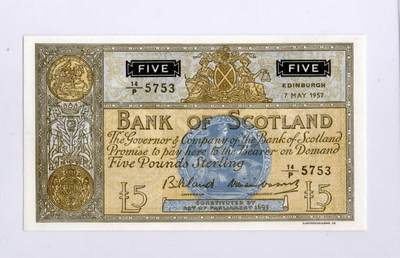 FIVE FIVE
14/P 5753 EDINBURGH
7 MAY 1957
BANK OF SCOTLAND
The Governor & Company of the Bank of Scotland
Promise to pay here to the Bearer on Demand
Five Pounds Sterling
14/P 5753
£5 £5
CONSTITUTED BY
ACT OF PARLIAMENT 1695